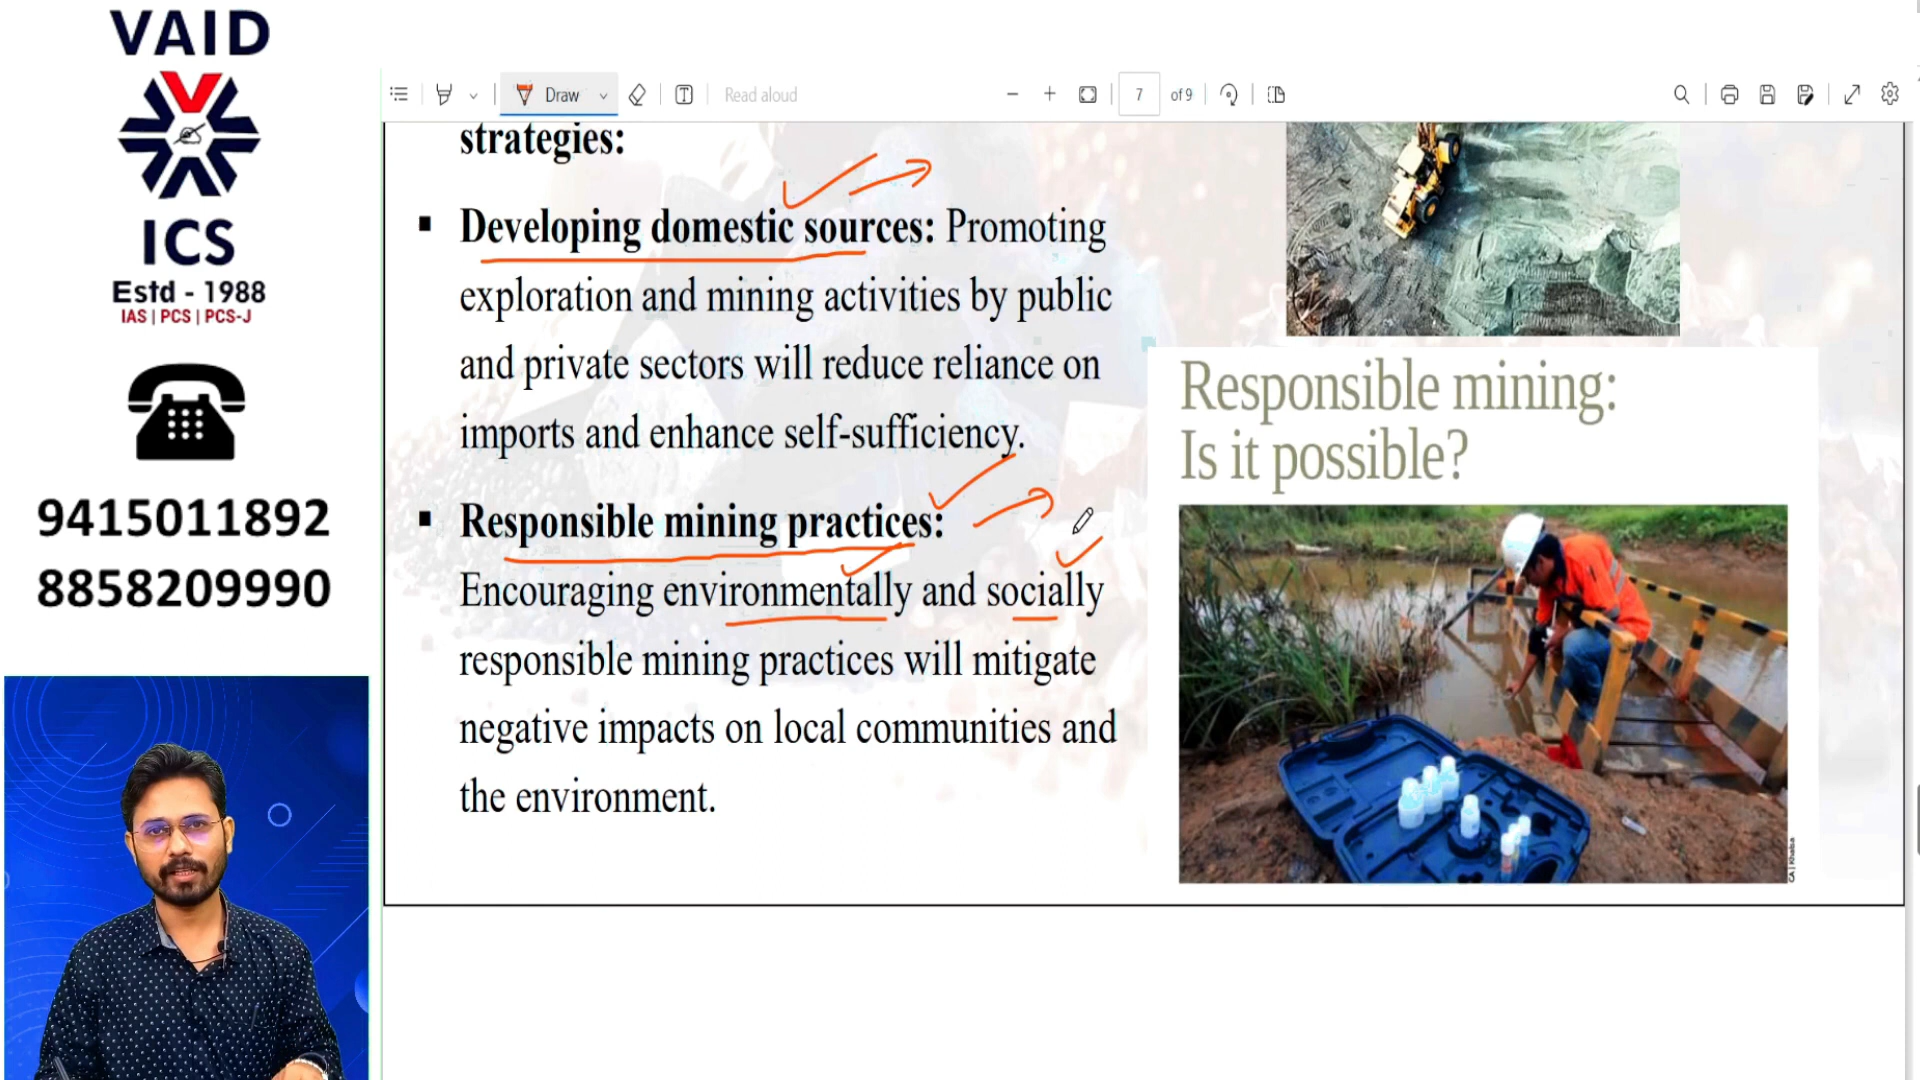 VAID
ICS
Estd - 1988
IAS | PCS | PCS-J
9415011892
8858209990
Draw
Read aloud
7 of 9
strategies:
▪ Developing domestic sources: Promoting
exploration and mining activities by public
and private sectors will reduce reliance on
imports and enhance self-sufficiency.
▪ Responsible mining practices:
Encouraging environmentally and socially
responsible mining practices will mitigate
negative impacts on local communities and
the environment.
Responsible mining:
Is it possible?